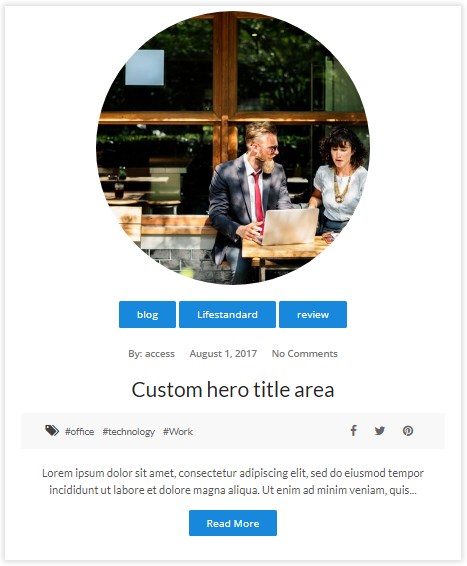 blog Lifestandard review
By: access August 1, 2017 No Comments
Custom hero title area
#office #technology #Work
Lorem ipsum dolor sit amet, consectetur adipiscing elit, sed do eiusmod tempor
incididunt ut labore et dolore magna aliqua. Ut enim ad minim veniam, quis...
Read More